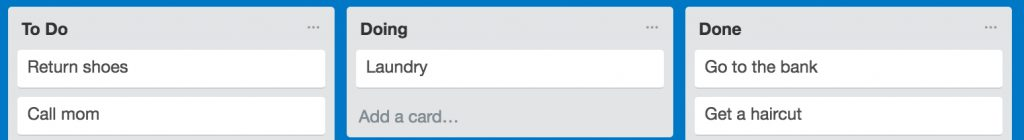 To Do
Return shoes
Call mom
Doing
Laundry
Add a card…
Done
Go to the bank
Get a haircut